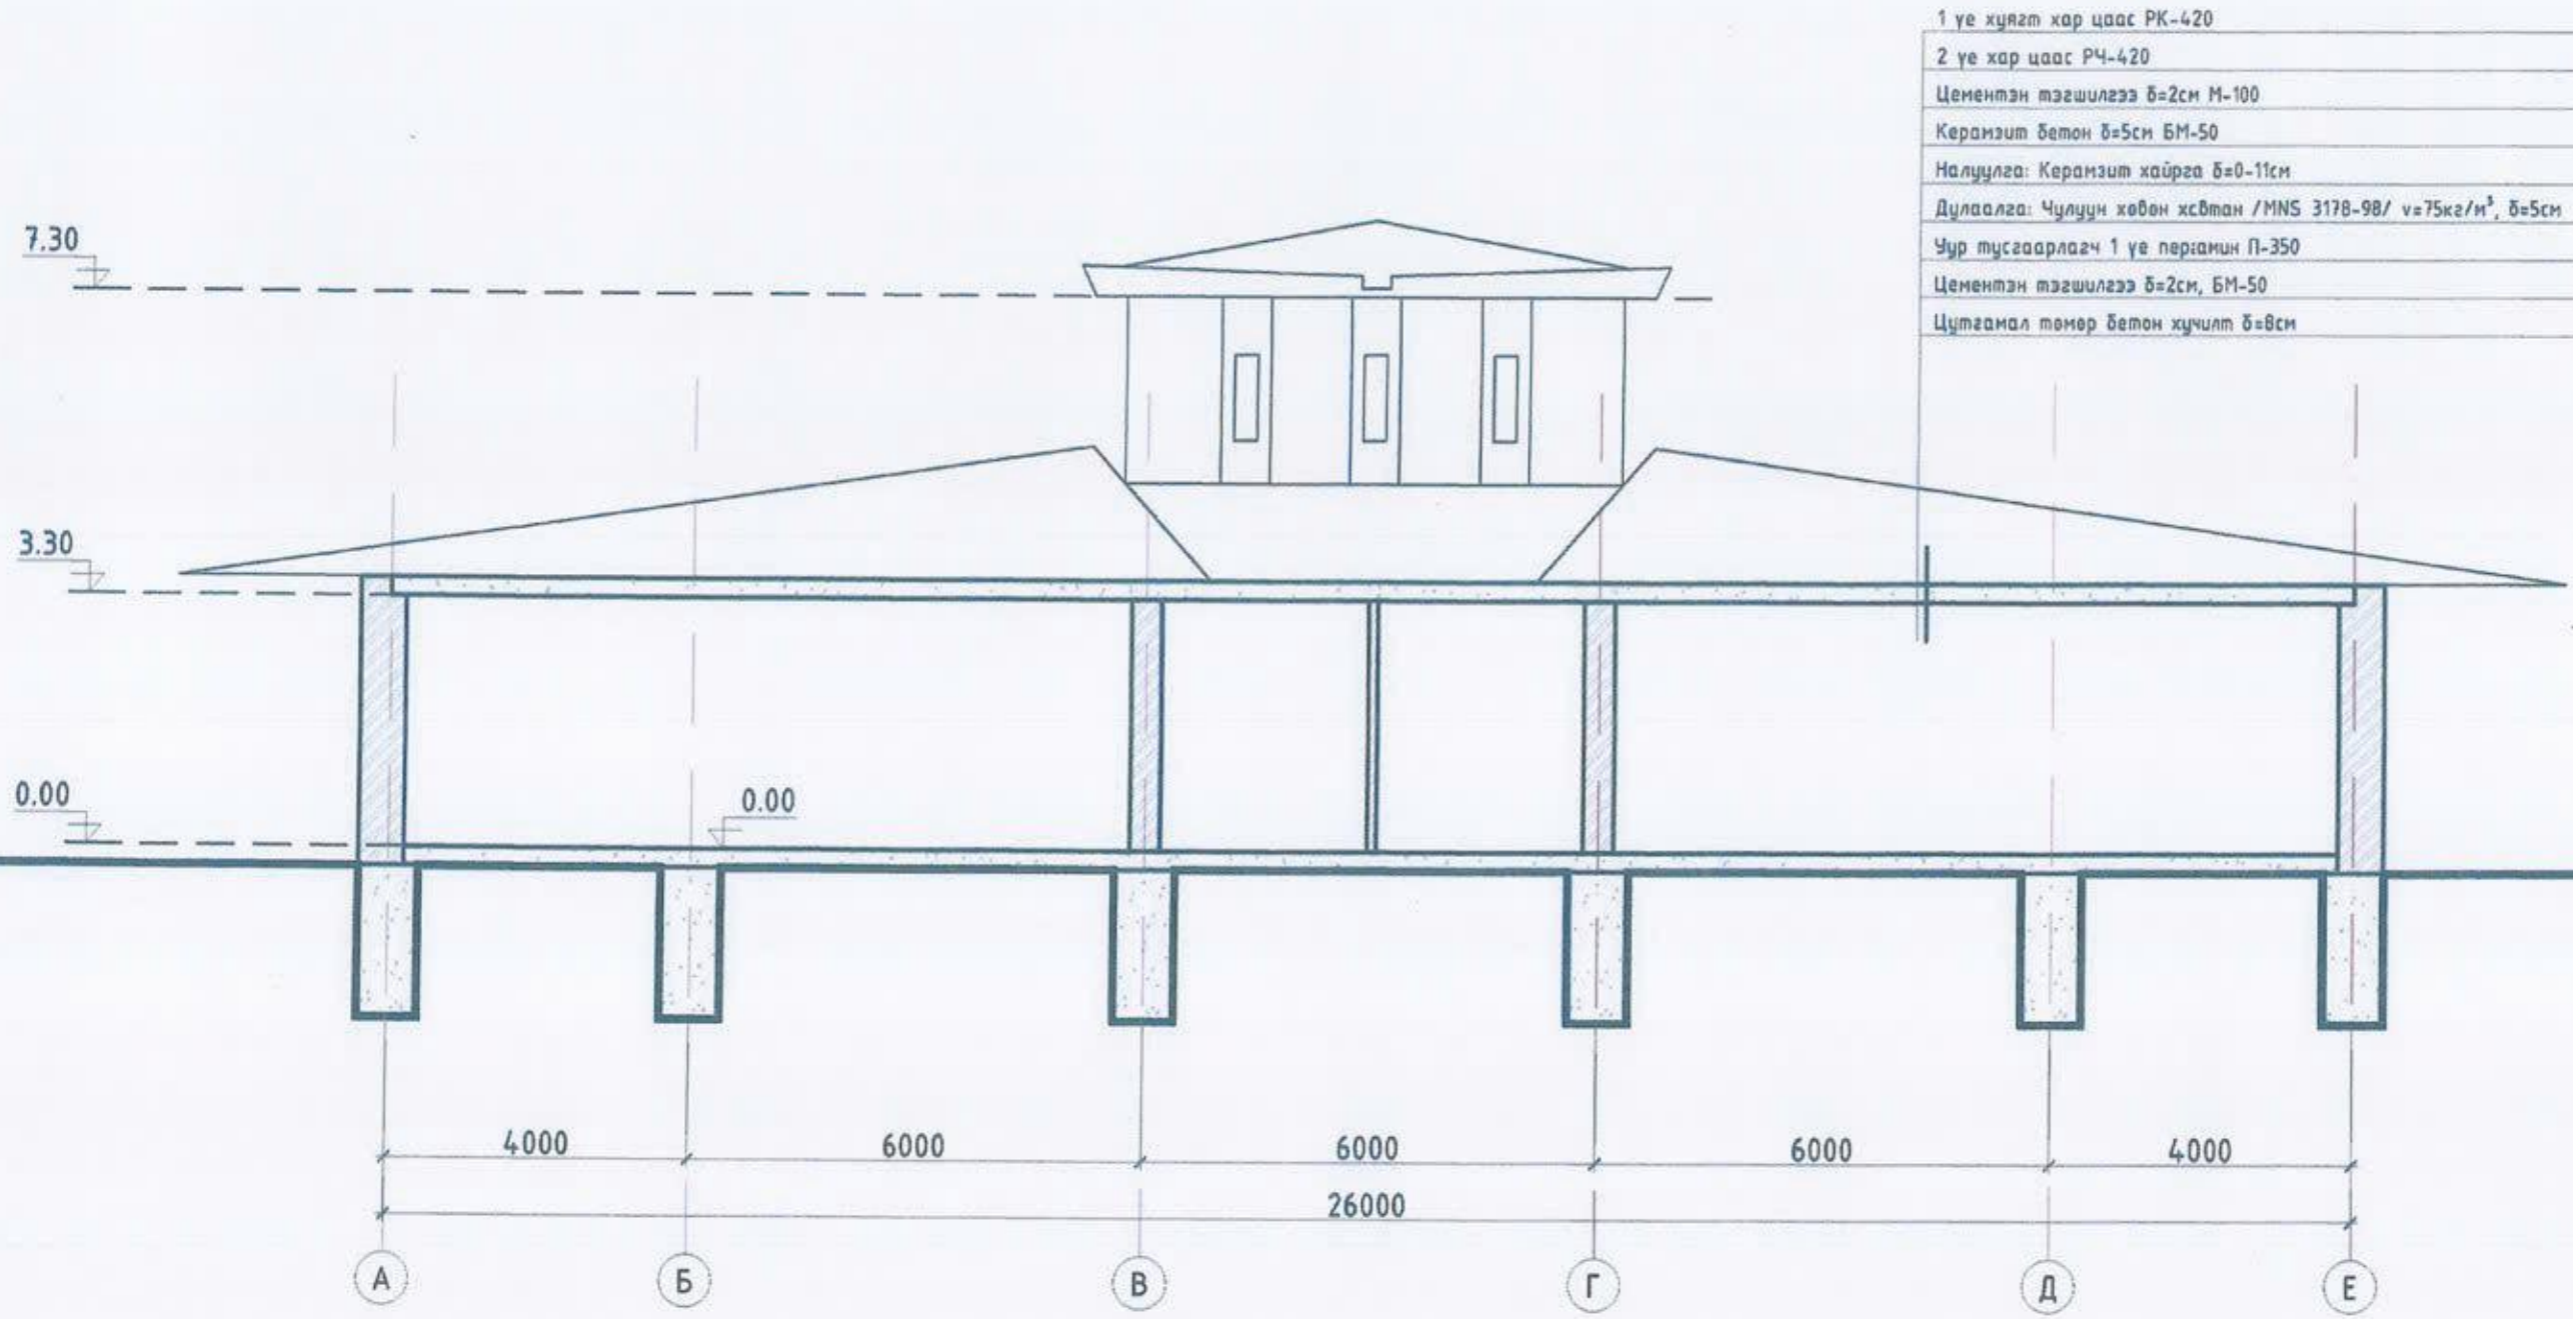 1 үе хуягт хар цаас РК-420
2 үе хар цаас РЧ-420
Цементэн тэгшилгээ δ=2см М-100
Керамзит бетон δ=5см БМ-50
Налуулга: Керамзит хайрга δ=0-11см
Дулаалга: Чулуун хөвөн хавтан /MNS 3178-98/ v=75кг/м³, δ=5см
Уур тусгаарлагч 1 үе пергамин П-350
Цементэн тэгшилгээ δ=2см, БМ-50
Цутгамал төмөр бетон хучилт δ=8см
7.30
3.30
0.00
0.00
4000 6000 6000 6000 4000
26000
А Б В Г Д Е